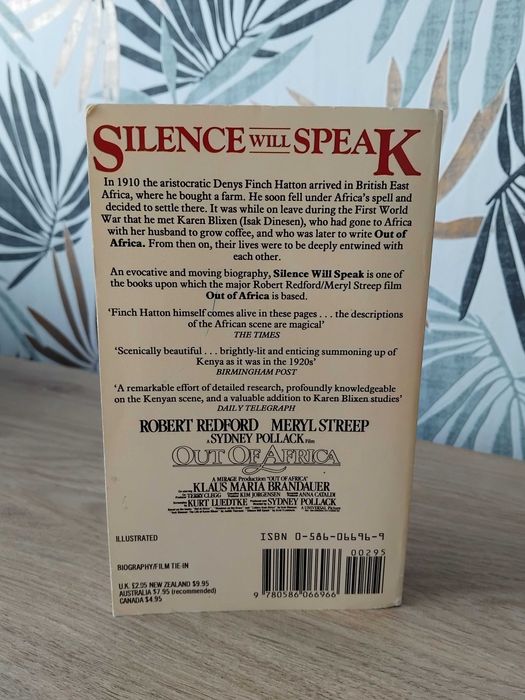 SILENCE WILL SPEAK
In 1910 the aristocratic Denys Finch Hatton arrived in British East
Africa, where he bought a farm. He soon fell under Africa's spell and
decided to settle there. It was while on leave during the First World
War that he met Karen Blixen (Isak Dinesen), who had gone to Africa
with her husband to grow coffee, and who was later to write Out of
Africa. From then on, their lives were to be deeply entwined with
each other.
An evocative and moving biography, Silence Will Speak is one of
the books upon which the major Robert Redford/Meryl Streep film
Out of Africa is based.
'Finch Hatton himself comes alive in these pages . . . the descriptions
of the African scene are magical'
THE TIMES
'Scenically beautiful . . . brightly-lit and enticing summoning up of
Kenya as it was in the 1920s'
BIRMINGHAM POST
'A remarkable effort of detailed research, profoundly knowledgeable
on the Kenyan scene, and a valuable addition to Karen Blixen studies'
DAILY TELEGRAPH
ROBERT REDFORD MERYL STREEP
A SYDNEY POLLACK Film
OUT OF AFRICA
A MIRAGE Production "OUT OF AFRICA"
KLAUS MARIA BRANDAUER
TERRY CLEGG KIM JORGENSEN ANNA CATALDI
KURT LUEDTKE SYDNEY POLLACK
A UNIVERSAL Picture
ILLUSTRATED
ISBN 0-586-06696-9
00295
BIOGRAPHY/FILM TIE-IN
U.K. £2.95 NEW ZEALAND $9.95
AUSTRALIA $7.95 (recommended)
CANADA $4.95
9 780586 066966